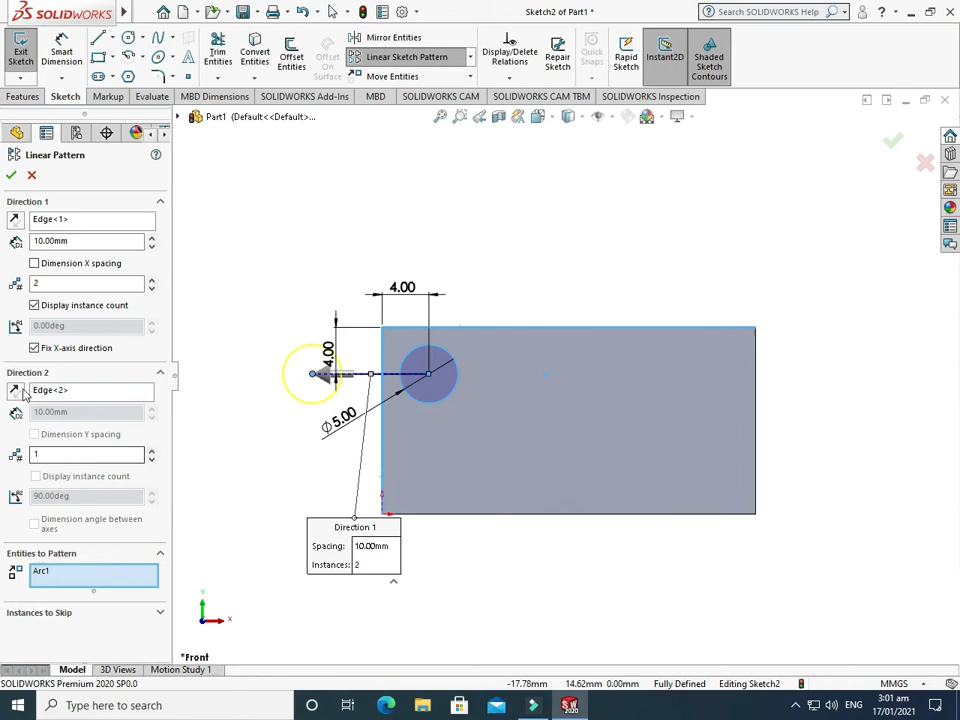 SOLIDWORKS
Sketch2 of Part1 *
Search SOLIDWORKS Help
Exit Sketch
Smart Dimension
Trim Entities
Convert Entities
Offset Entities
Offset On Surface
Mirror Entities
Linear Sketch Pattern
Move Entities
Display/Delete Relations
Repair Sketch
Quick Snaps
Rapid Sketch
Instant2D
Shaded Sketch Contours
Features
Sketch
Markup
Evaluate
MBD Dimensions
SOLIDWORKS Add-Ins
MBD
SOLIDWORKS CAM
SOLIDWORKS CAM TBM
SOLIDWORKS Inspection
Part1 (Default<<Default>...
Linear Pattern
Direction 1
Edge<1>
10.00mm
Dimension X spacing
2
Display instance count
0.00deg
Fix X-axis direction
Direction 2
Edge<2>
10.00mm
Dimension Y spacing
1
Display instance count
90.00deg
Dimension angle between axes
Entities to Pattern
Arc1
Instances to Skip
4.00
4.00
Ø5.00
Direction 1
Spacing: 10.00mm
Instances: 2
Y
X
*Front
Model
3D Views
Motion Study 1
SOLIDWORKS Premium 2020 SP0.0
-17.78mm
14.62mm 0.00mm
Fully Defined
Editing Sketch2
MMGS
Type here to search
SW 2020
ENG
3:01 am
17/01/2021